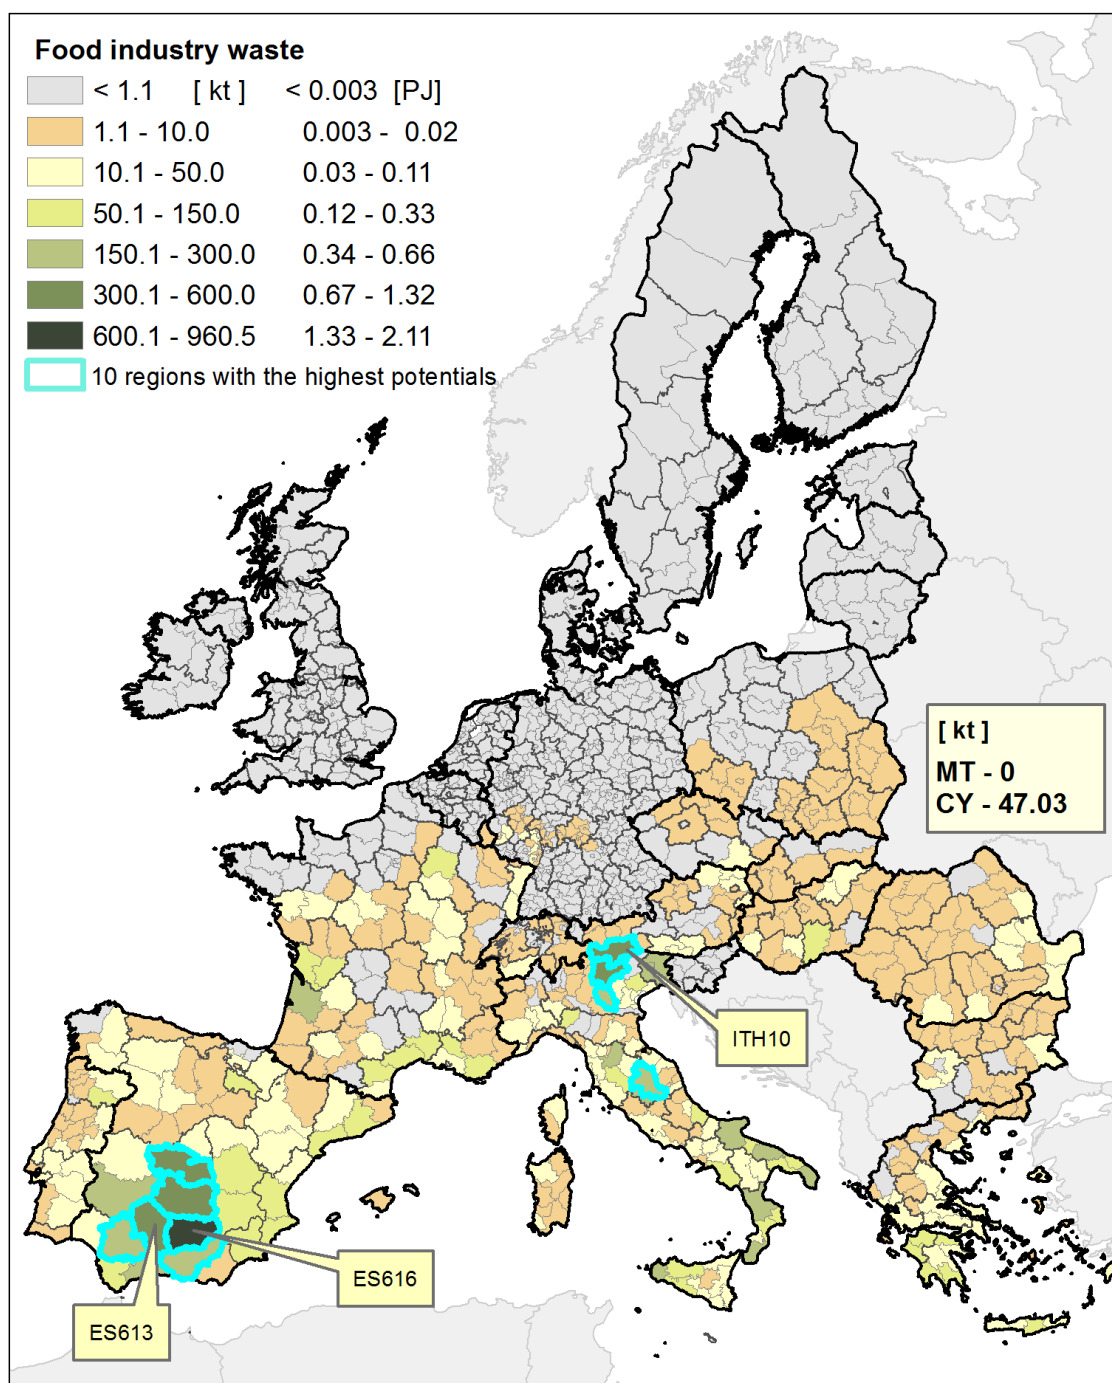 Food industry waste
< 1.1 [ kt ] < 0.003 [PJ]
1.1 - 10.0 0.003 - 0.02
10.1 - 50.0 0.03 - 0.11
50.1 - 150.0 0.12 - 0.33
150.1 - 300.0 0.34 - 0.66
300.1 - 600.0 0.67 - 1.32
600.1 - 960.5 1.33 - 2.11
10 regions with the highest potentials
[ kt ]
MT - 0
CY - 47.03
ITH10
ES616
ES613